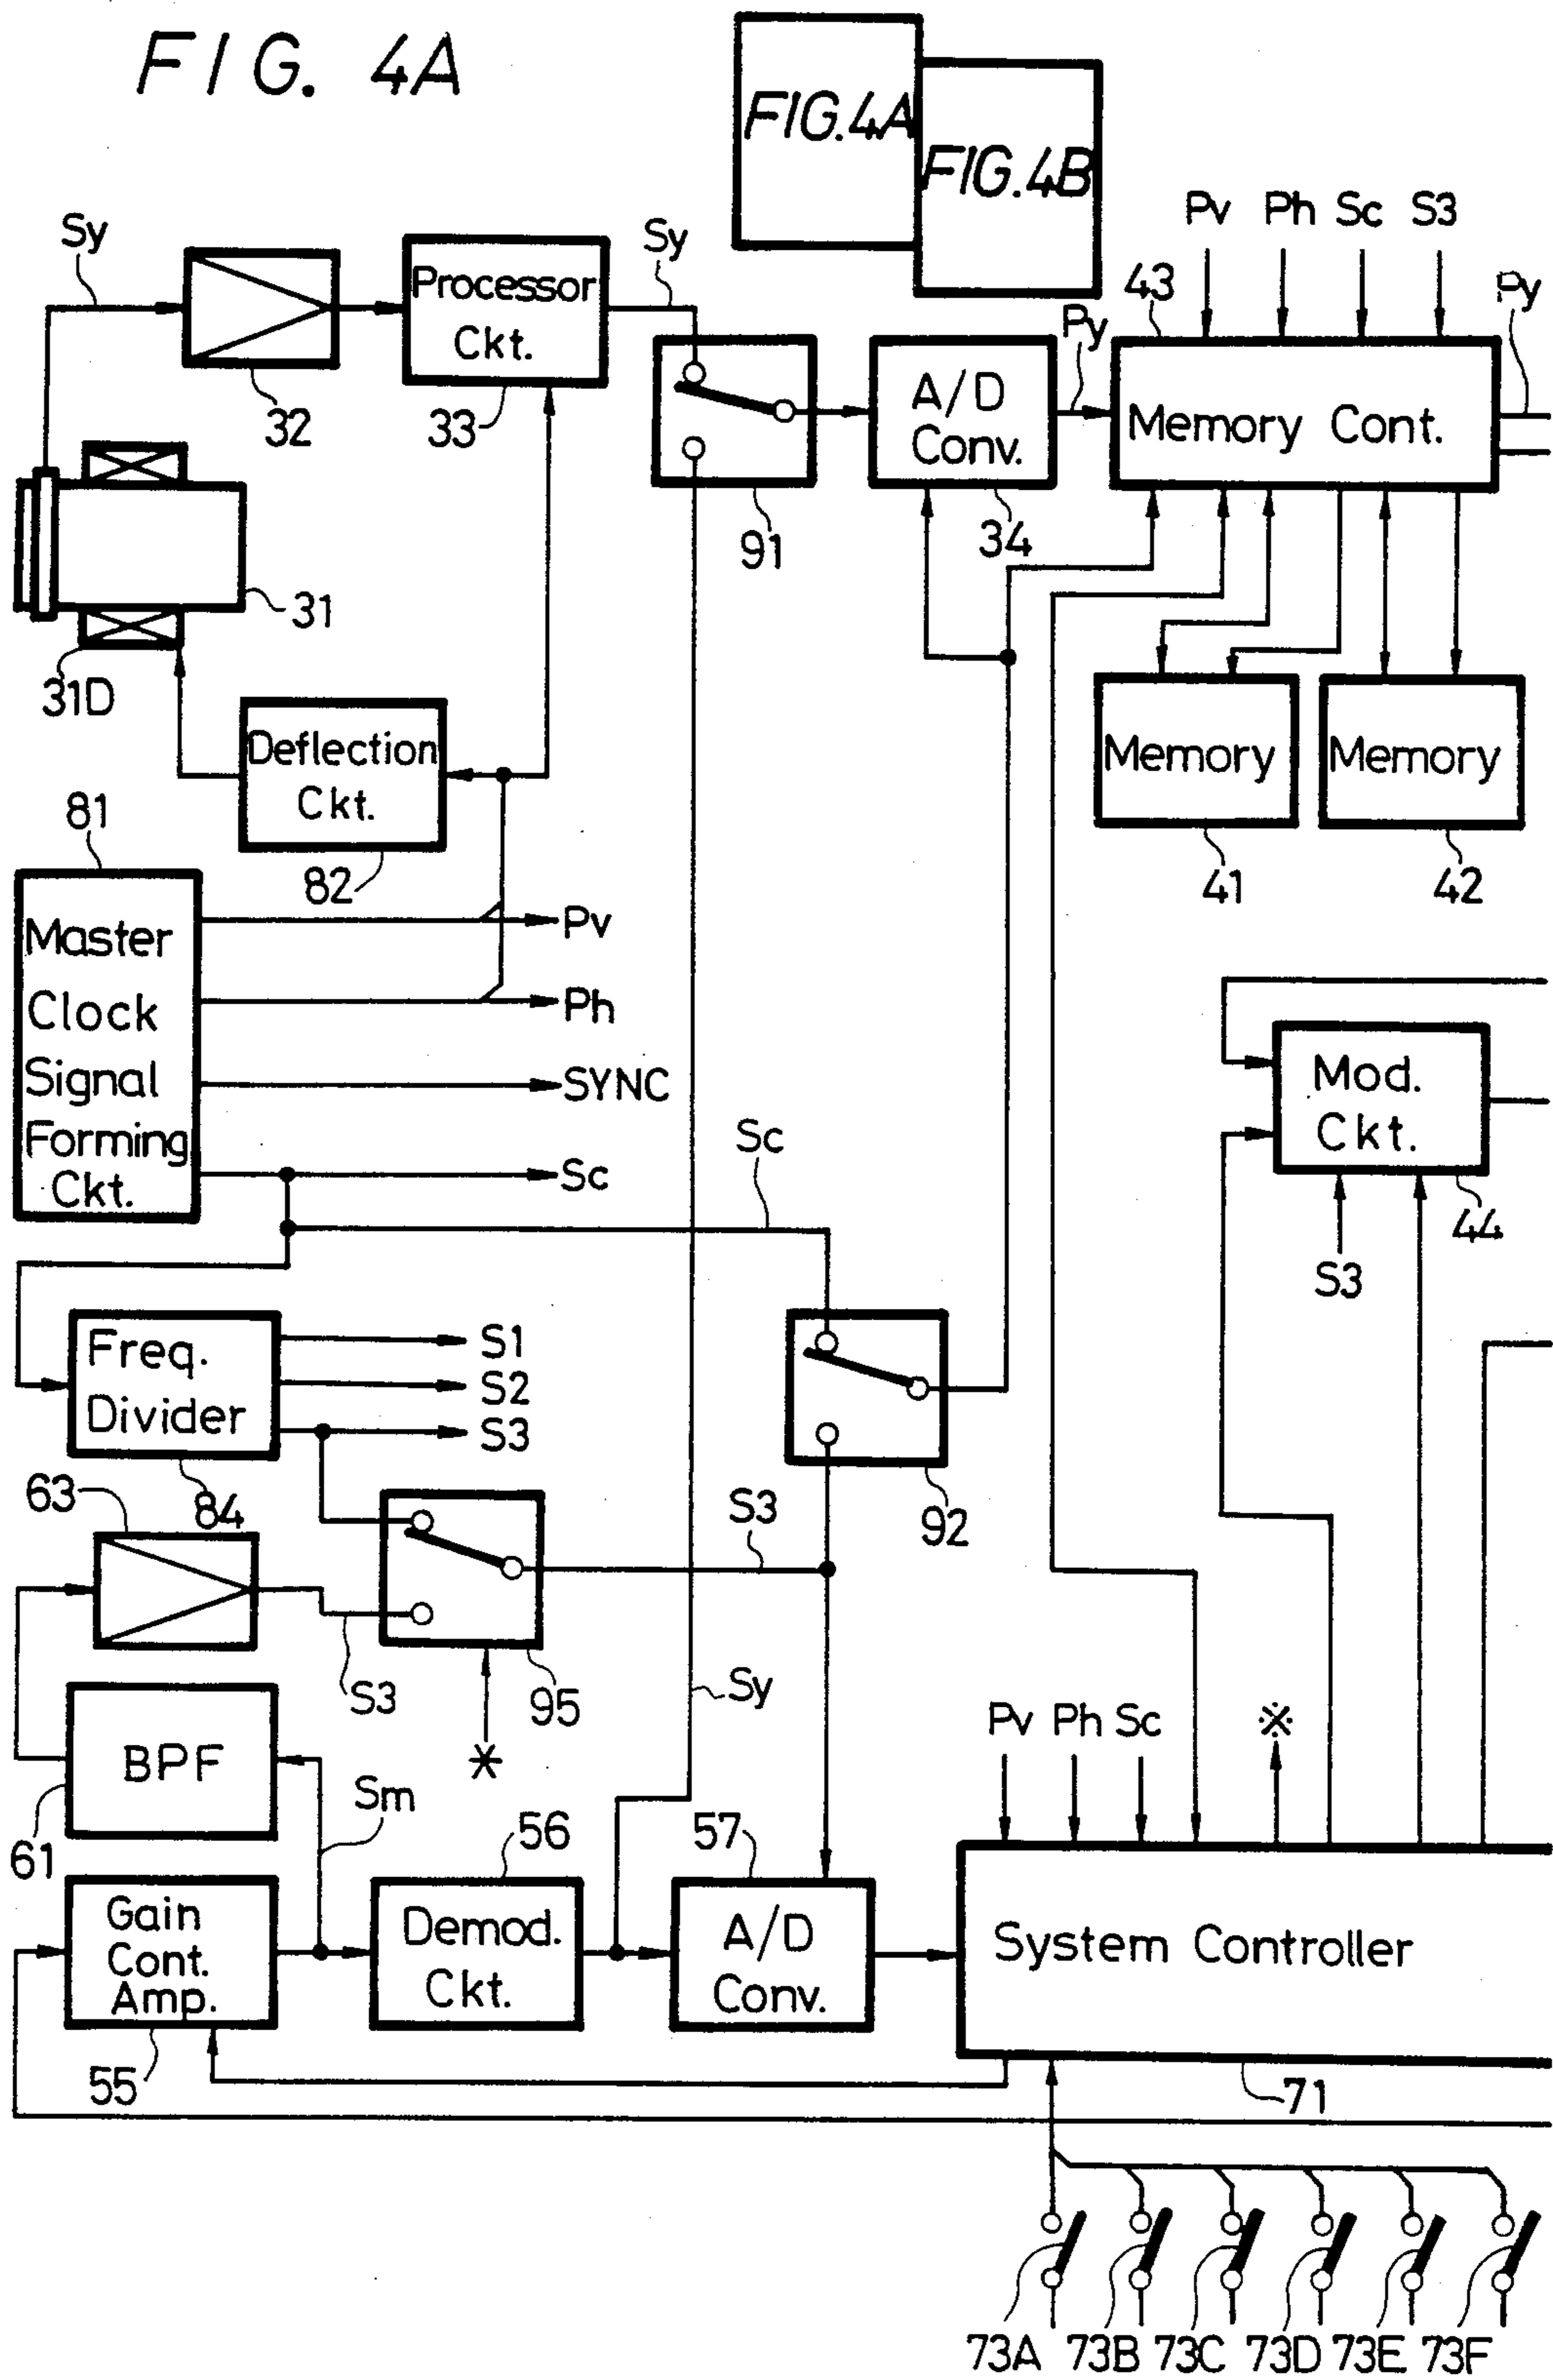 FIG. 4A
FIG.4A
FIG.4B
Pv Ph Sc S3
Sy
Processor
Ckt.
Sy
43
Py
Py
32
33
A/D
Conv.
Memory Cont.
91
34
31
31D
Deflection
Ckt.
Memory
Memory
81
82
41
42
Master
Clock
Signal
Forming
Ckt.
Pv
Ph
SYNC
Sc
Sc
Mod.
Ckt.
44
S3
Freq.
Divider
S1
S2
S3
84
63
92
S3
S3
95
*
Sy
BPF
61
Sm
Pv Ph Sc ※
56
57
Gain
Cont.
Amp.
Demod.
Ckt.
A/D
Conv.
System Controller
55
71
73A 73B 73C 73D 73E 73F